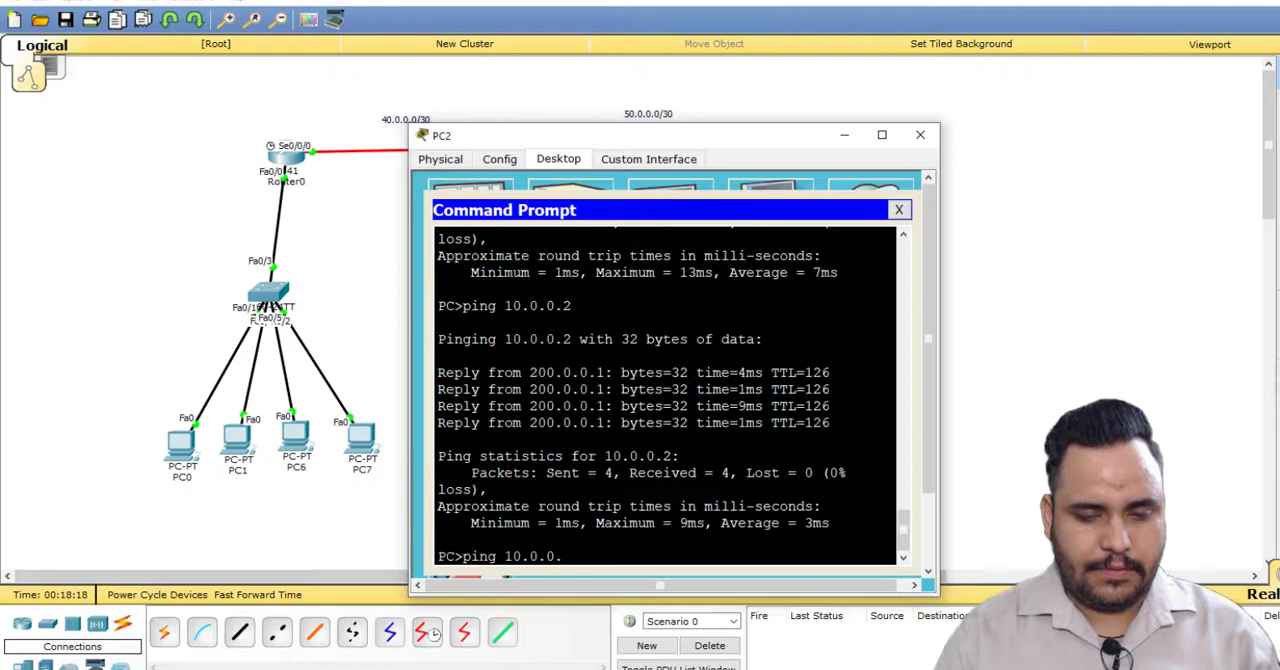 Logical
[Root]
New Cluster
Move Object
Set Tiled Background
Viewport
40.0.0.0/30
50.0.0.0/30
Se0/0/0
Fa0/0
41
Router0
Fa0/3
Fa0/5
Fa0
Fa0
Fa0
Fa0
PC-PT
PC0
PC-PT
PC1
PC-PT
PC6
PC-PT
PC7
PC2
Physical
Config
Desktop
Custom Interface
Command Prompt
X
loss),
Approximate round trip times in milli-seconds:
Minimum = 1ms, Maximum = 13ms, Average = 7ms
PC>ping 10.0.0.2
Pinging 10.0.0.2 with 32 bytes of data:
Reply from 200.0.0.1: bytes=32 time=4ms TTL=126
Reply from 200.0.0.1: bytes=32 time=1ms TTL=126
Reply from 200.0.0.1: bytes=32 time=9ms TTL=126
Reply from 200.0.0.1: bytes=32 time=1ms TTL=126
Ping statistics for 10.0.0.2:
Packets: Sent = 4, Received = 4, Lost = 0 (0%
loss),
Approximate round trip times in milli-seconds:
Minimum = 1ms, Maximum = 9ms, Average = 3ms
PC>ping 10.0.0.
Time: 00:18:18
Power Cycle Devices Fast Forward Time
Connections
Scenario 0
New
Delete
Toggle PDU List Window
Fire
Last Status
Source
Destination